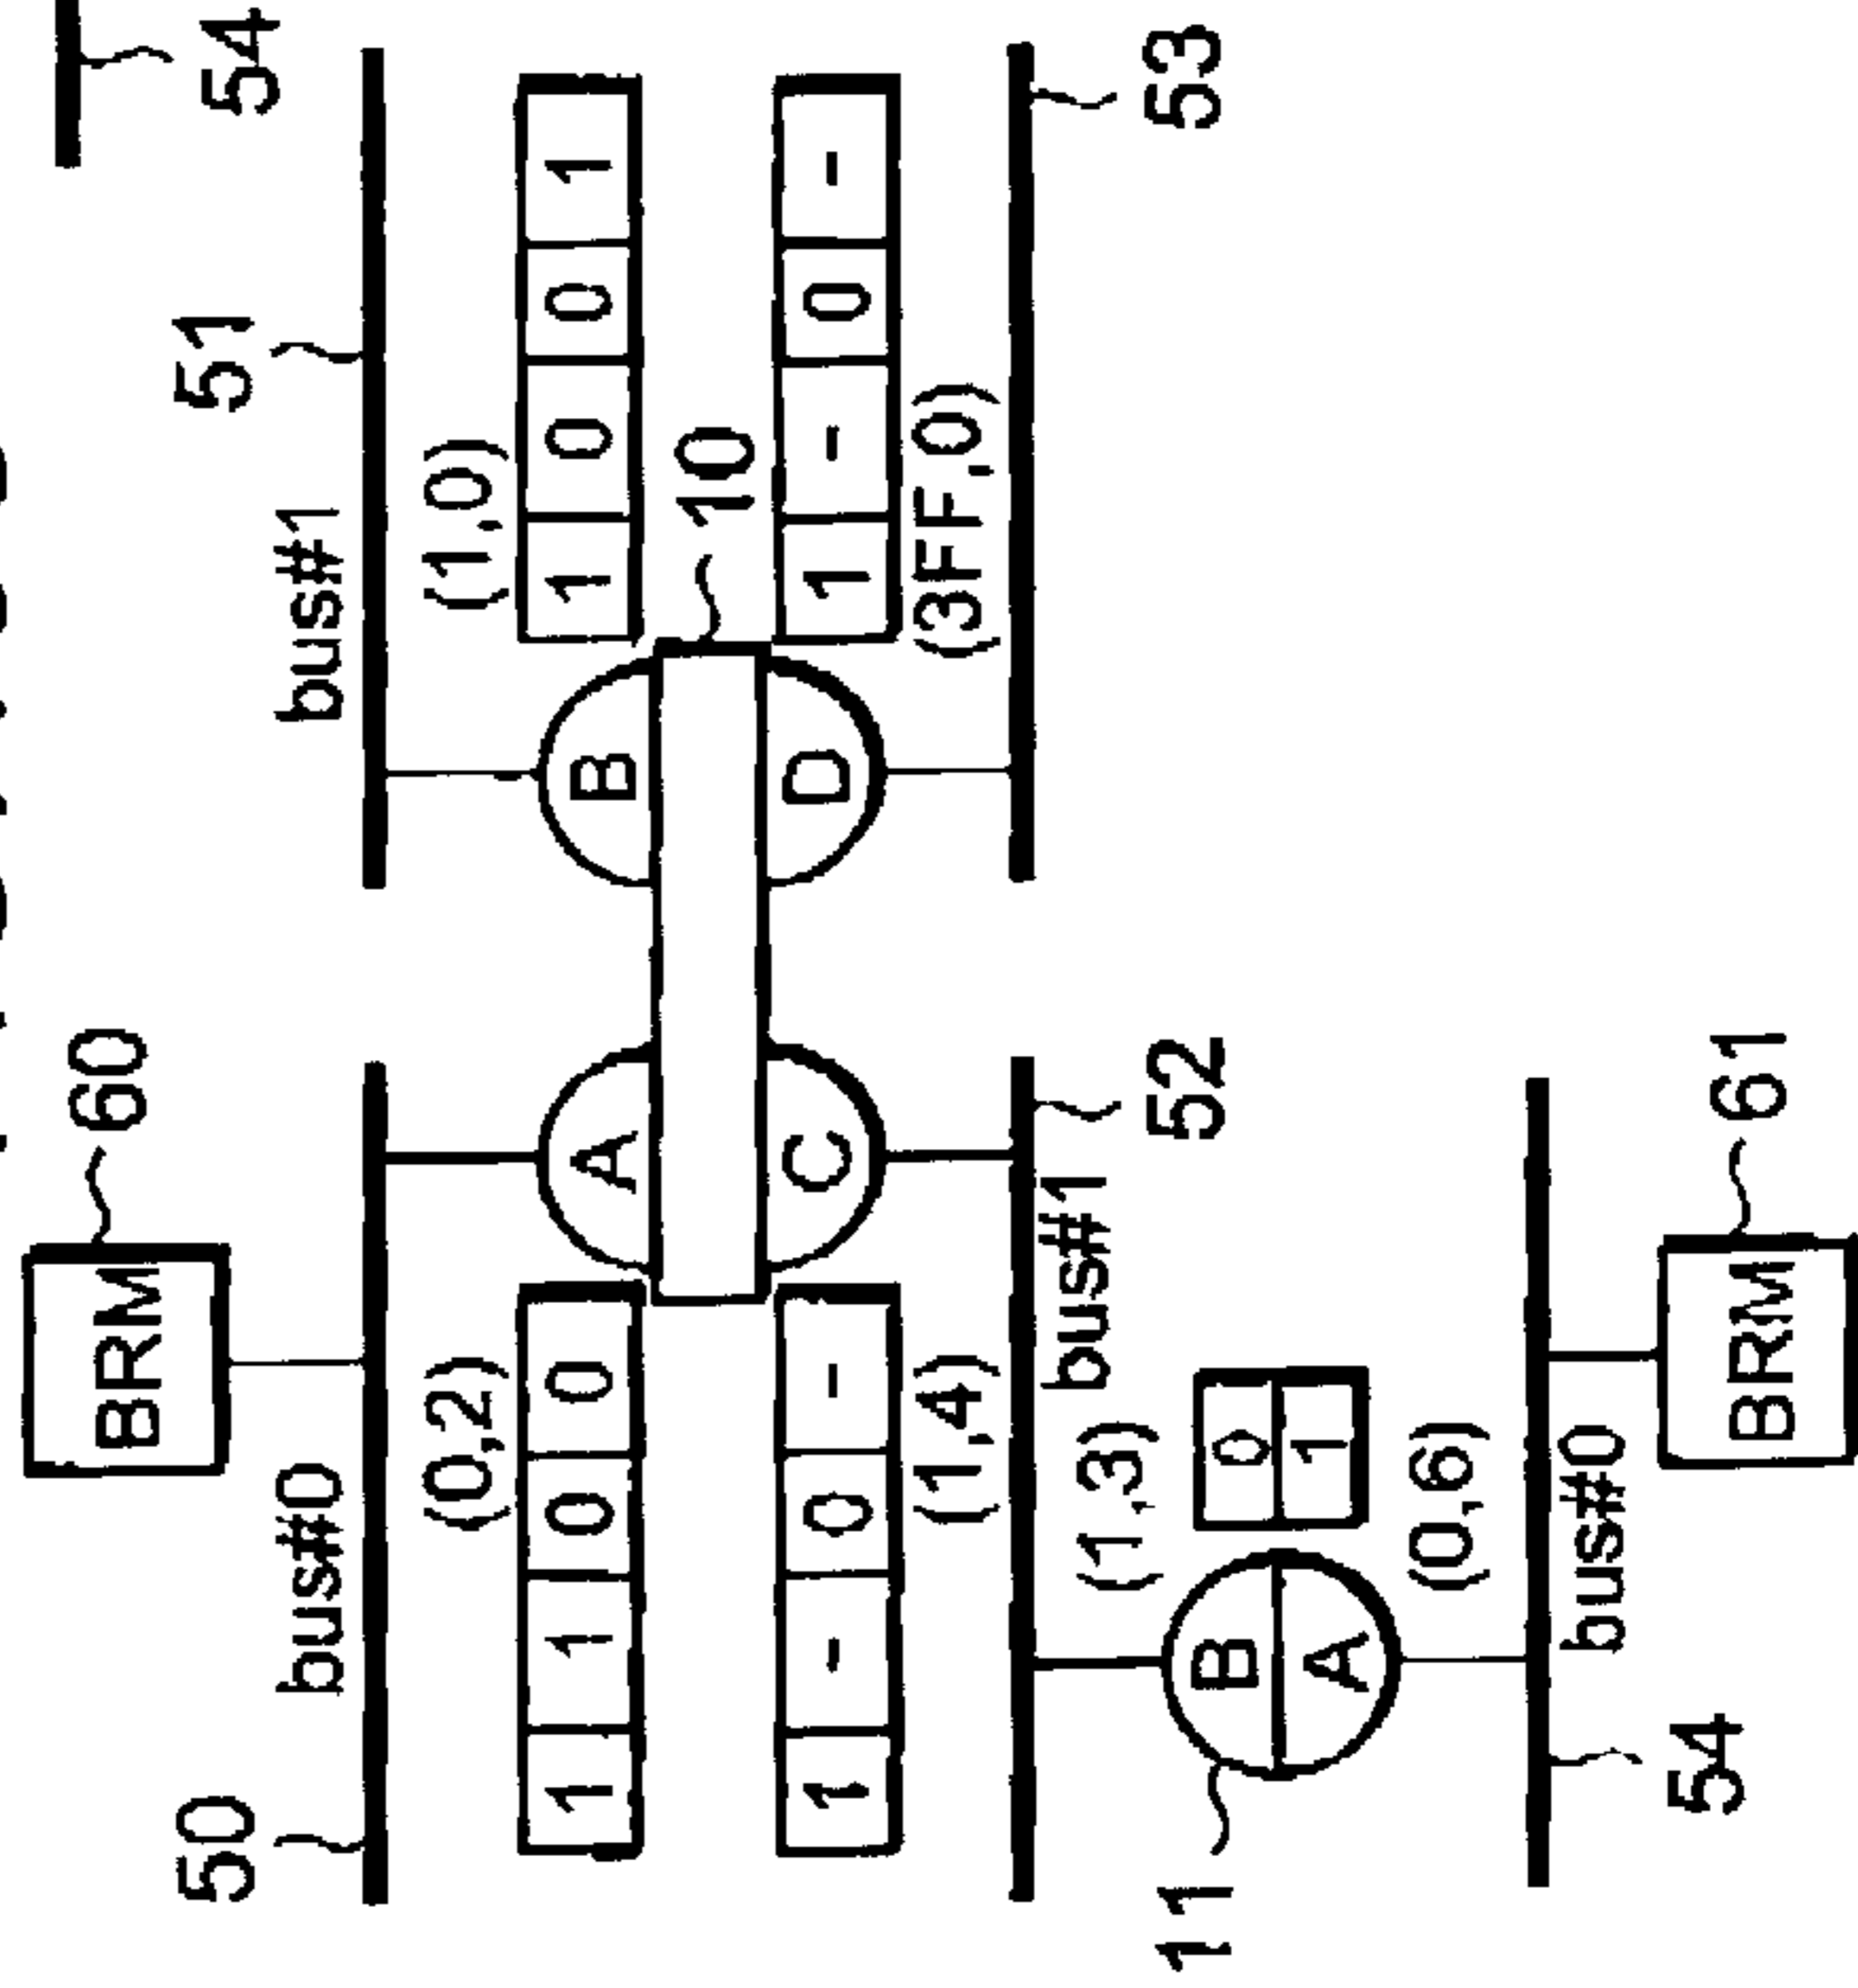 BRM 60
50 51 54
bus#0 bus#1
(0,2) (1,0)
1 1 0 0 A B 1 0 0 1
10
1 - 0 - C D 1 - 0 -
(1,4) (3FF,0)
bus#1
(1,3) 52 53
11 B 0
A 1
(0,6)
bus#0
54 BRM 61